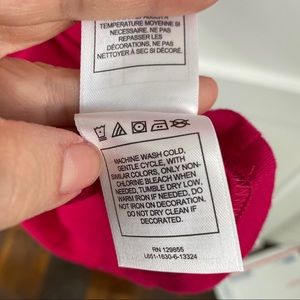 TEMPERATURE MOYENNE SI
NECESSAIRE. NE PAS
REPASSER LES
DÉCORATIONS, NE PAS
NETTOYER À SEC SI DÉCORÉ.
MACHINE WASH COLD,
GENTLE CYCLE, WITH
SIMILAR COLORS, ONLY NON-
CHLORINE BLEACH WHEN
NEEDED, TUMBLE DRY LOW,
WARM IRON IF NEEDED, DO
NOT IRON ON DECORATION,
DO NOT DRY CLEAN IF
DECORATED.
RN 129855
L651-1630-6-13324